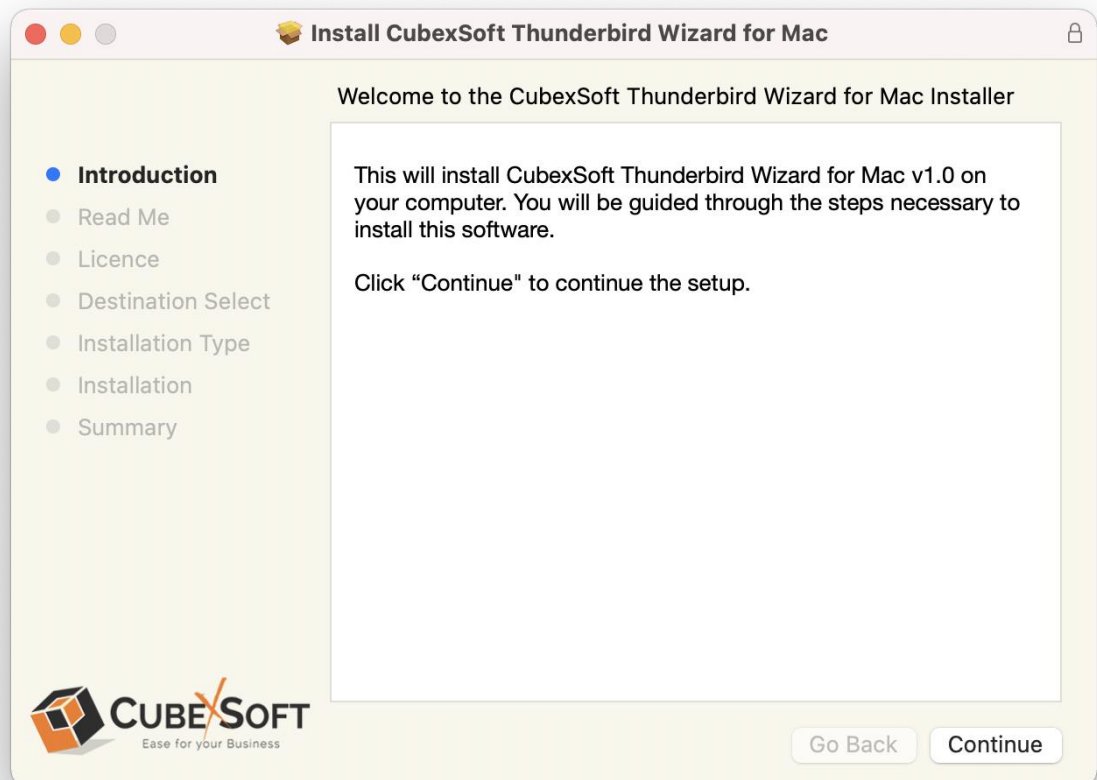 Install CubexSoft Thunderbird Wizard for Mac
Welcome to the CubexSoft Thunderbird Wizard for Mac Installer
Introduction
Read Me
Licence
Destination Select
Installation Type
Installation
Summary
This will install CubexSoft Thunderbird Wizard for Mac v1.0 on
your computer. You will be guided through the steps necessary to
install this software.
Click “Continue" to continue the setup.
CUBEXSOFT
Ease for your Business
Go Back
Continue